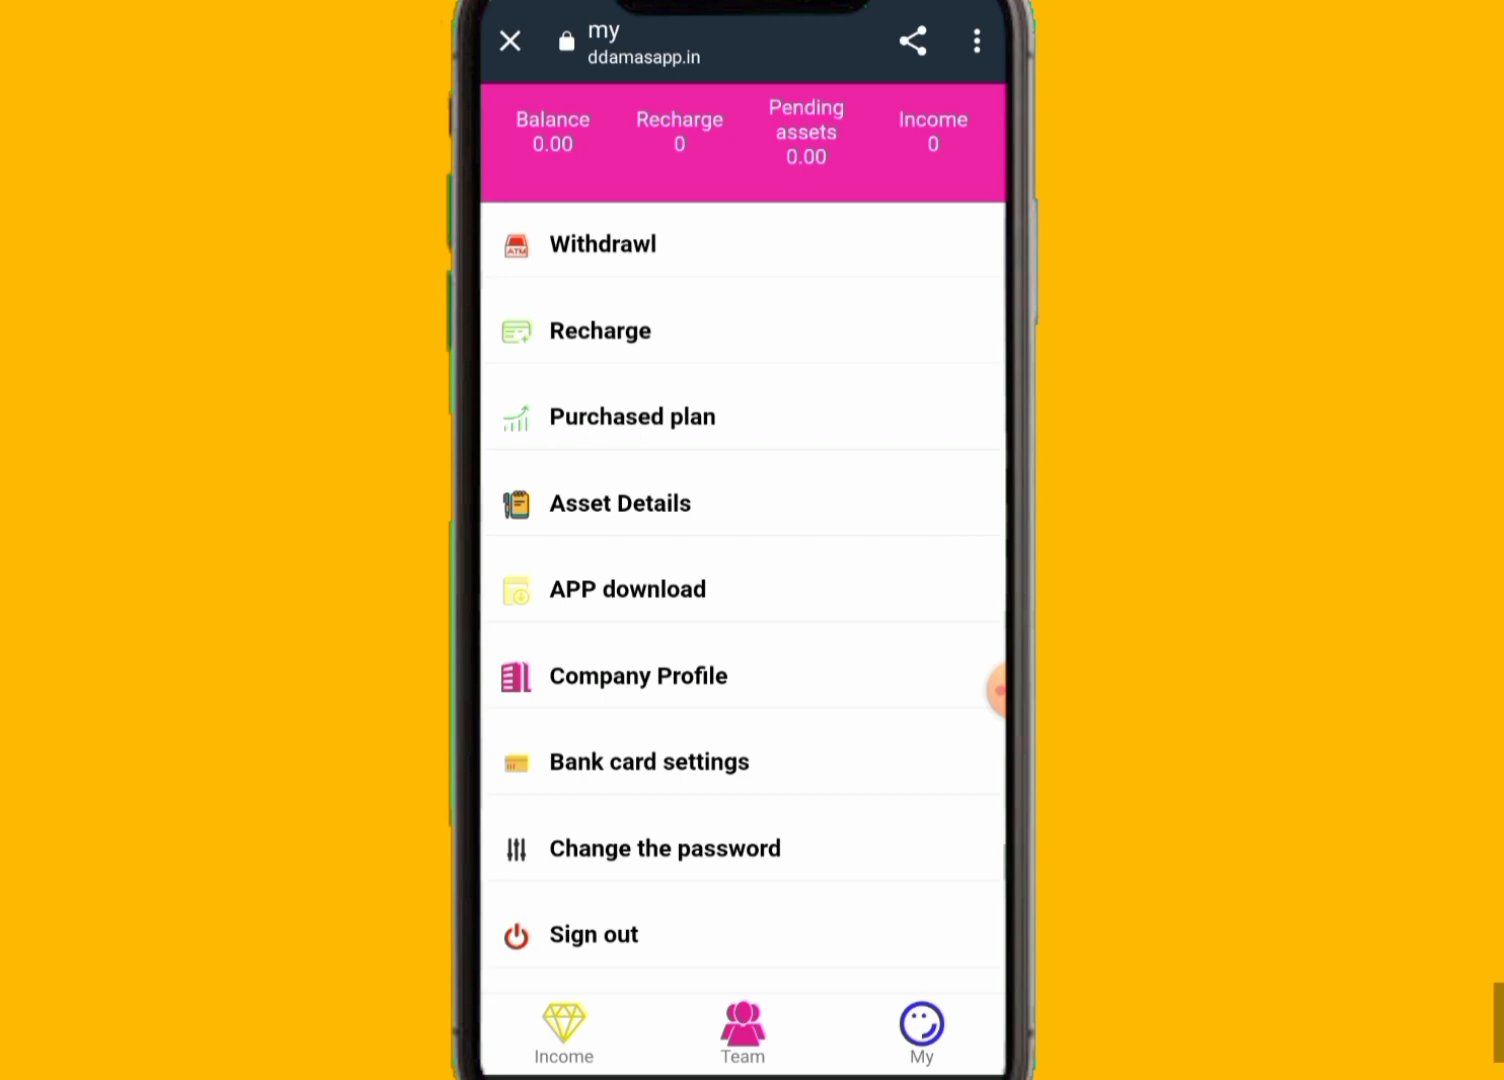 my
ddamasapp.in
Balance
0.00
Recharge
0
Pending
assets
0.00
Income
0
ATM
Withdrawl
Recharge
Purchased plan
Asset Details
APP download
Company Profile
Bank card settings
Change the password
Sign out
Income
Team
My